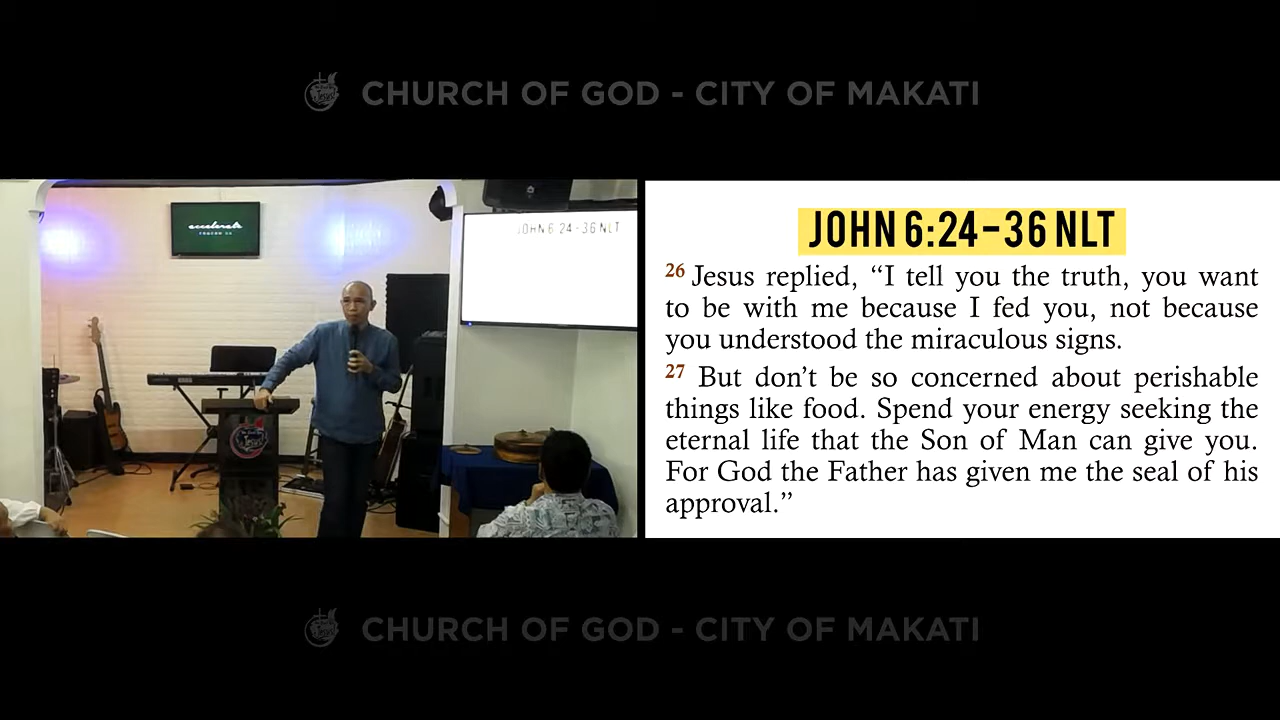 CHURCH OF GOD - CITY OF MAKATI
accelerate
JOHN 6:24-36 NLT
JOHN 6:24-36 NLT
26 Jesus replied, “I tell you the truth, you want
to be with me because I fed you, not because
you understood the miraculous signs.
27 But don’t be so concerned about perishable
things like food. Spend your energy seeking the
eternal life that the Son of Man can give you.
For God the Father has given me the seal of his
approval.”
CHURCH OF GOD - CITY OF MAKATI